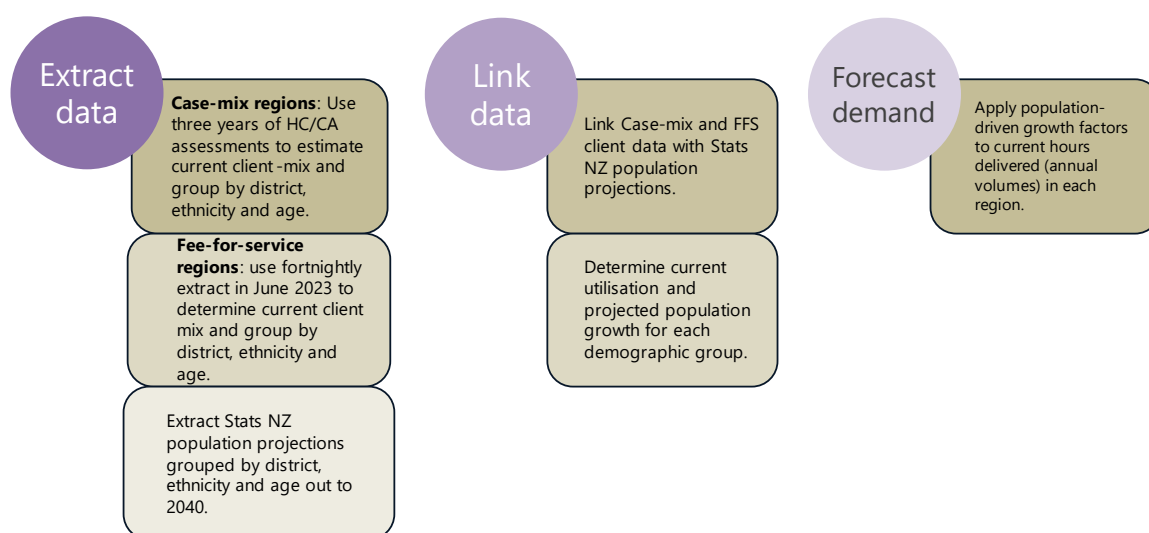 Extract
data
Case-mix regions: Use
three years of HC/CA
assessments to estimate
current client-mix and
group by district,
ethnicity and age.
Fee-for-service
regions: use fortnightly
extract in June 2023 to
determine current client
mix and group by
district, ethnicity and
age.
Extract Stats NZ
population projections
grouped by district,
ethnicity and age out to
2040.
Link
data
Link Case-mix and FFS
client data with Stats
NZ population
projections.
Determine current
utilisation and
projected population
growth for each
demographic group.
Forecast
demand
Apply population-
driven growth factors
to current hours
delivered (annual
volumes) in each
region.